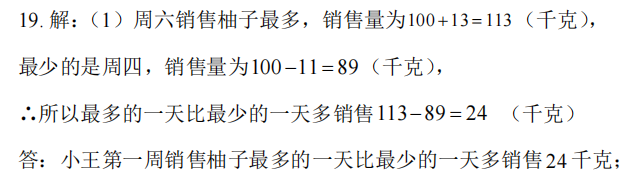 19. 解：（1）周六销售柚子最多，销售量为100+13=113（千克），
最少的是周四，销售量为100−11=89（千克），
∴所以最多的一天比最少的一天多销售113−89=24 （千克）
答：小王第一周销售柚子最多的一天比最少的一天多销售24千克；